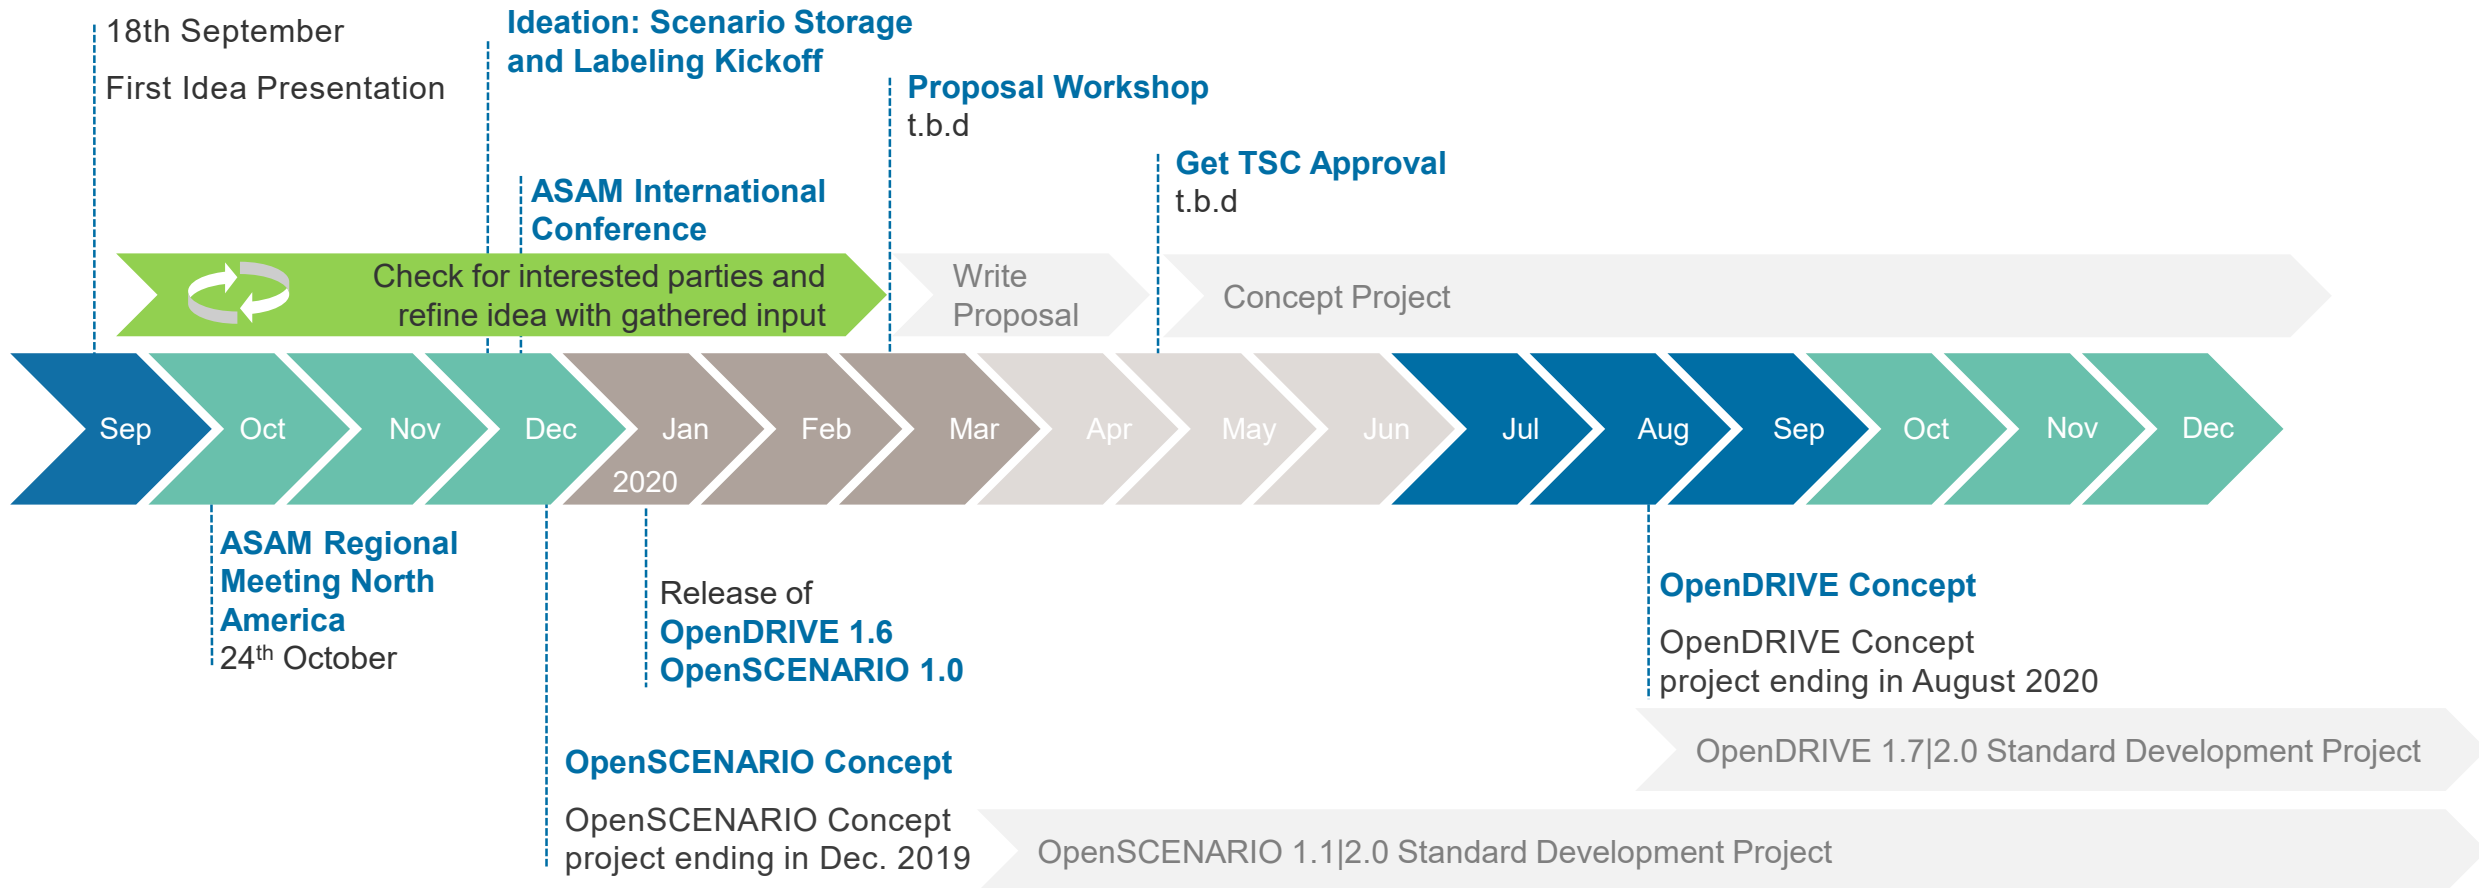 18th September
First Idea Presentation
Ideation: Scenario Storage
and Labeling Kickoff
Proposal Workshop
t.b.d
Get TSC Approval
t.b.d
ASAM International
Conference
Check for interested parties and
refine idea with gathered input
Write
Proposal
Concept Project
Sep
Oct
Nov
Dec
Jan
2020
Feb
Mar
Apr
May
Jun
Jul
Aug
Sep
Oct
Nov
Dec
ASAM Regional
Meeting North
America
24th October
Release of
OpenDRIVE 1.6
OpenSCENARIO 1.0
OpenDRIVE Concept
OpenDRIVE Concept
project ending in August 2020
OpenDRIVE 1.7|2.0 Standard Development Project
OpenSCENARIO Concept
OpenSCENARIO Concept
project ending in Dec. 2019
OpenSCENARIO 1.1|2.0 Standard Development Project